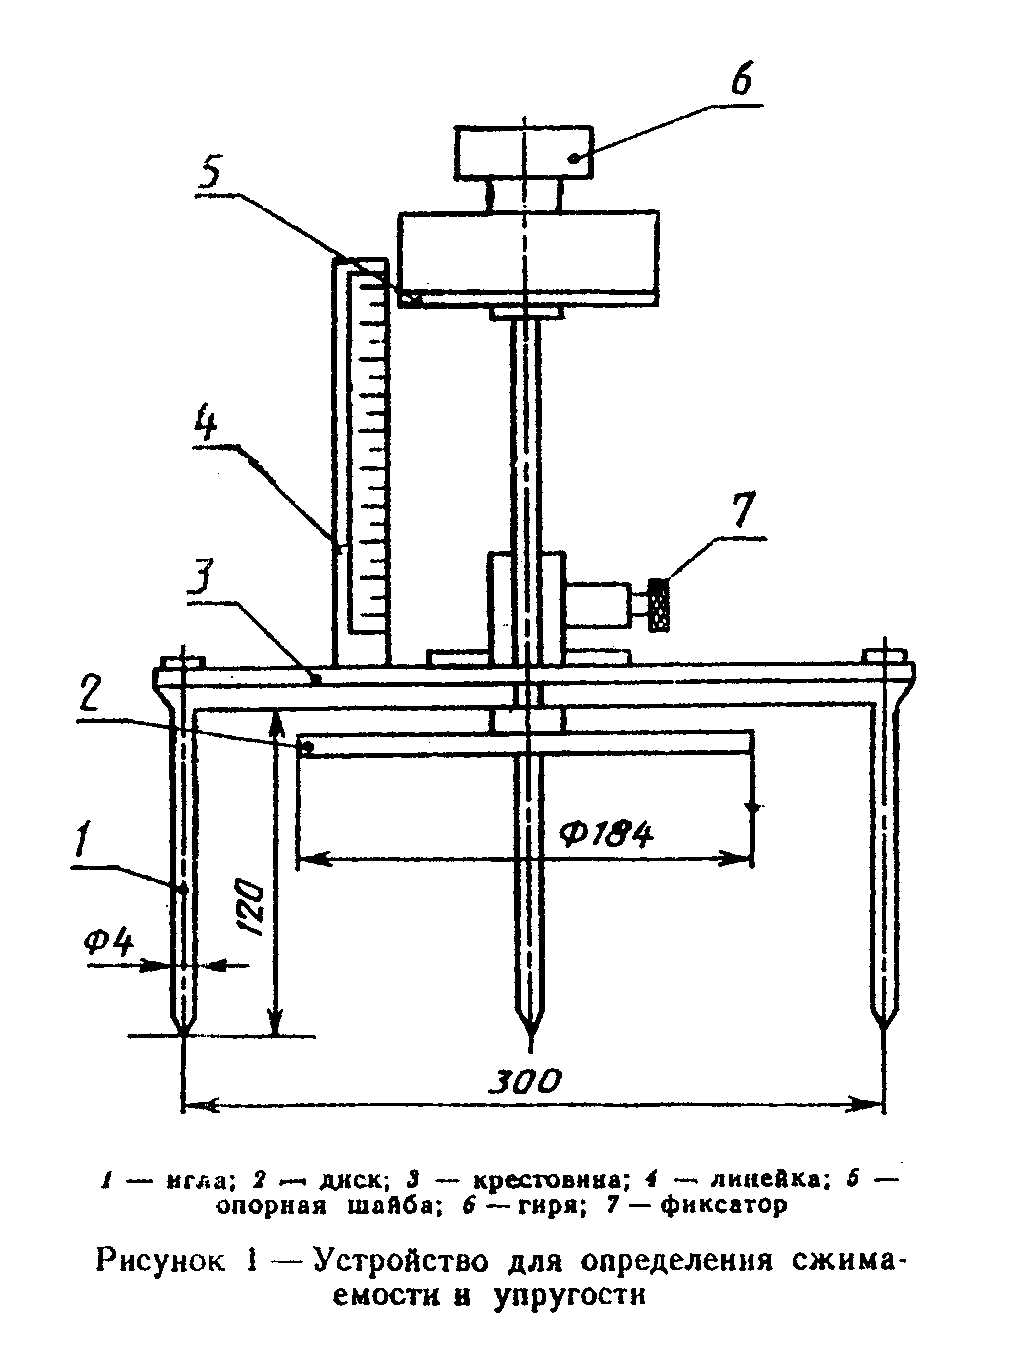 6
5
4
7
3
2
Ф184
1
120
Ф4
300
1 — игла; 2 — диск; 3 — крестовина; 4 — линейка; 5 —
опорная шайба; 6 — гиря; 7 — фиксатор
Рисунок 1 — Устройство для определения сжима-
емости и упругости